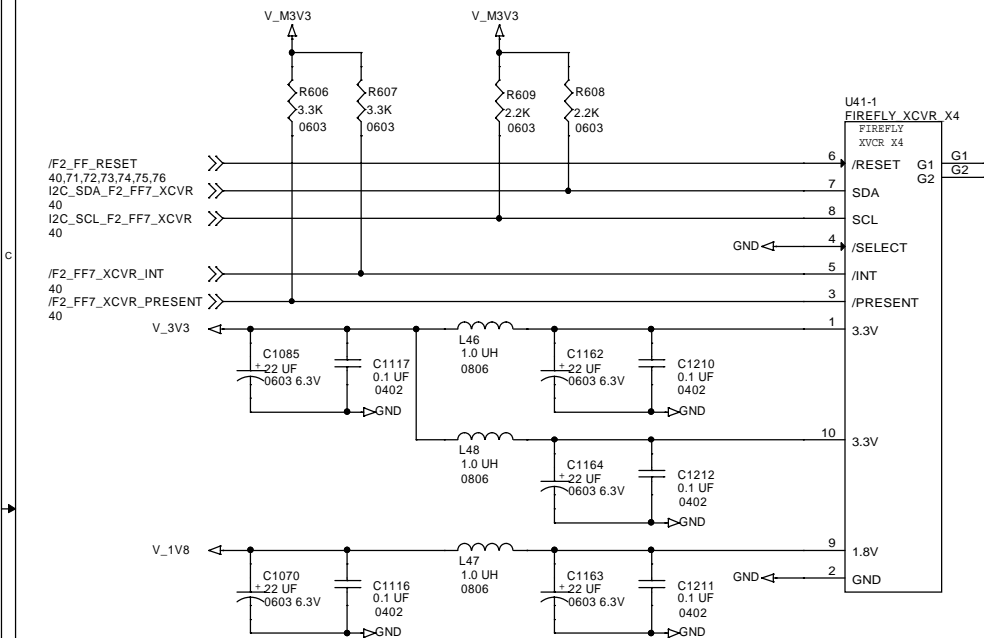 V_M3V3
V_M3V3
R606
3.3K
0603
R607
3.3K
0603
R609
2.2K
0603
R608
2.2K
0603
U41-1
FIREFLY_XCVR_X4
FIREFLY
XVCR X4
/F2_FF_RESET
40,71,72,73,74,75,76
I2C_SDA_F2_FF7_XCVR
40
I2C_SCL_F2_FF7_XCVR
40
6
/RESET
G1
G1
G2
G2
7
SDA
8
SCL
GND
4
/SELECT
C
/F2_FF7_XCVR_INT
40
5
/INT
/F2_FF7_XCVR_PRESENT
40
3
/PRESENT
V_3V3
1
3.3V
L46
1.0 UH
0806
C1085
+ 22 UF
0603 6.3V
C1117
0.1 UF
0402
GND
C1162
+ 22 UF
0603 6.3V
C1210
0.1 UF
0402
GND
10
3.3V
L48
1.0 UH
0806
C1164
+ 22 UF
0603 6.3V
C1212
0.1 UF
0402
GND
V_1V8
9
1.8V
L47
1.0 UH
0806
GND
2
GND
C1070
+ 22 UF
0603 6.3V
C1116
0.1 UF
0402
GND
C1163
+ 22 UF
0603 6.3V
C1211
0.1 UF
0402
GND